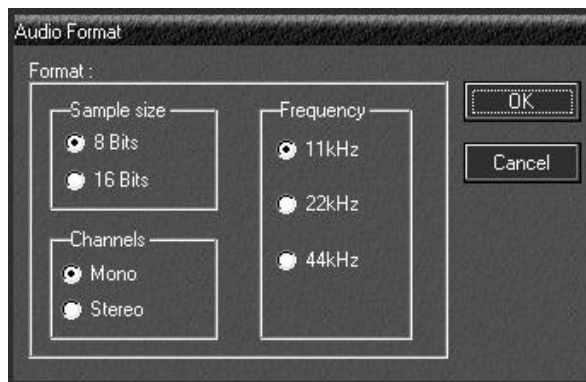 Audio Format
Format :
Sample size
8 Bits
16 Bits
Channels
Mono
Stereo
Frequency
11kHz
22kHz
44kHz
OK
Cancel